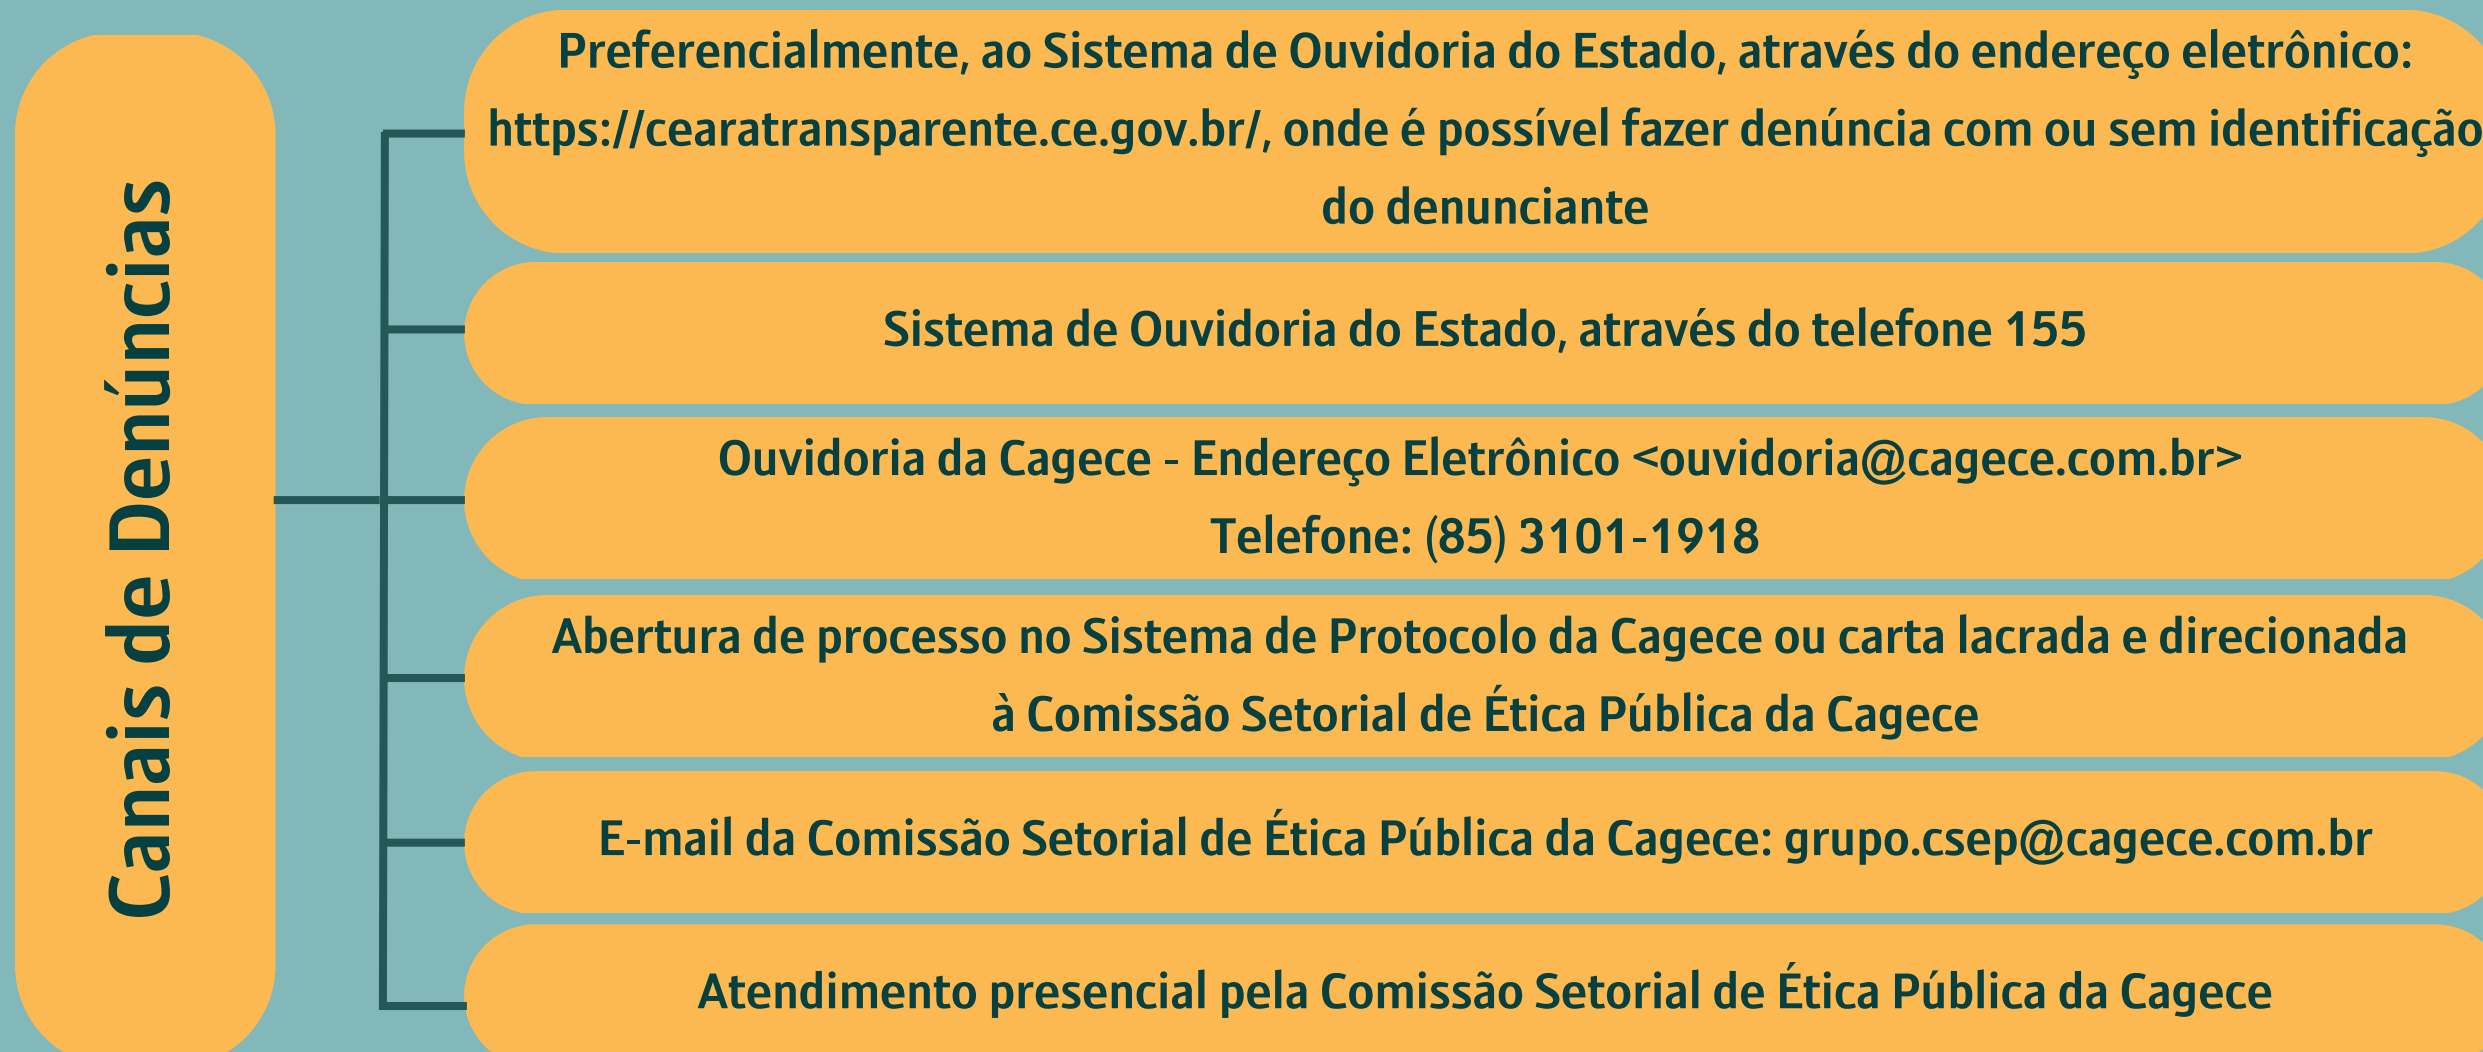 Canais de Denúncias
Preferencialmente, ao Sistema de Ouvidoria do Estado, através do endereço eletrônico:
https://cearatransparente.ce.gov.br/, onde é possível fazer denúncia com ou sem identificação
do denunciante
Sistema de Ouvidoria do Estado, através do telefone 155
Ouvidoria da Cagece - Endereço Eletrônico <ouvidoria@cagece.com.br>
Telefone: (85) 3101-1918
Abertura de processo no Sistema de Protocolo da Cagece ou carta lacrada e direcionada
à Comissão Setorial de Ética Pública da Cagece
E-mail da Comissão Setorial de Ética Pública da Cagece: grupo.csep@cagece.com.br
Atendimento presencial pela Comissão Setorial de Ética Pública da Cagece